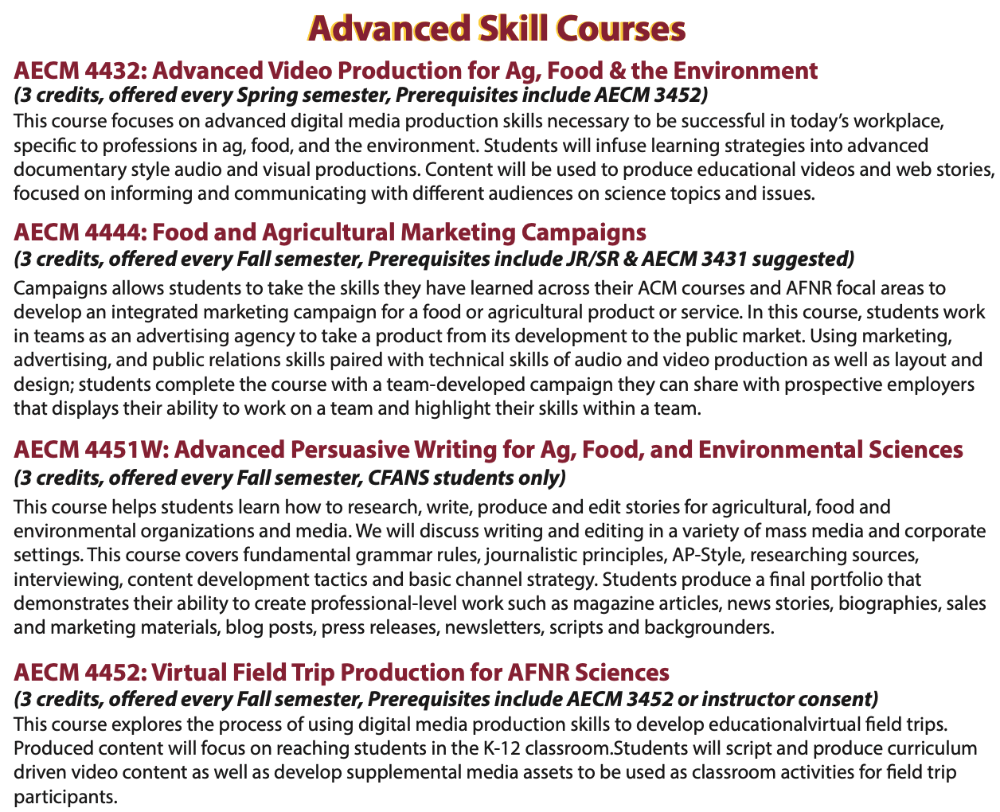 Advanced Skill Courses
AECM 4432: Advanced Video Production for Ag, Food & the Environment
(3 credits, offered every Spring semester, Prerequisites include AECM 3452)
This course focuses on advanced digital media production skills necessary to be successful in today’s workplace,
specific to professions in ag, food, and the environment. Students will infuse learning strategies into advanced
documentary style audio and visual productions. Content will be used to produce educational videos and web stories,
focused on informing and communicating with different audiences on science topics and issues.
AECM 4444: Food and Agricultural Marketing Campaigns
(3 credits, offered every Fall semester, Prerequisites include JR/SR & AECM 3431 suggested)
Campaigns allows students to take the skills they have learned across their ACM courses and AFNR focal areas to
develop an integrated marketing campaign for a food or agricultural product or service. In this course, students work
in teams as an advertising agency to take a product from its development to the public market. Using marketing,
advertising, and public relations skills paired with technical skills of audio and video production as well as layout and
design; students complete the course with a team-developed campaign they can share with prospective employers
that displays their ability to work on a team and highlight their skills within a team.
AECM 4451W: Advanced Persuasive Writing for Ag, Food, and Environmental Sciences
(3 credits, offered every Fall semester, CFANS students only)
This course helps students learn how to research, write, produce and edit stories for agricultural, food and
environmental organizations and media. We will discuss writing and editing in a variety of mass media and corporate
settings. This course covers fundamental grammar rules, journalistic principles, AP-Style, researching sources,
interviewing, content development tactics and basic channel strategy. Students produce a final portfolio that
demonstrates their ability to create professional-level work such as magazine articles, news stories, biographies, sales
and marketing materials, blog posts, press releases, newsletters, scripts and backgrounders.
AECM 4452: Virtual Field Trip Production for AFNR Sciences
(3 credits, offered every Fall semester, Prerequisites include AECM 3452 or instructor consent)
This course explores the process of using digital media production skills to develop educationalvirtual field trips.
Produced content will focus on reaching students in the K-12 classroom.Students will script and produce curriculum
driven video content as well as develop supplemental media assets to be used as classroom activities for field trip
participants.